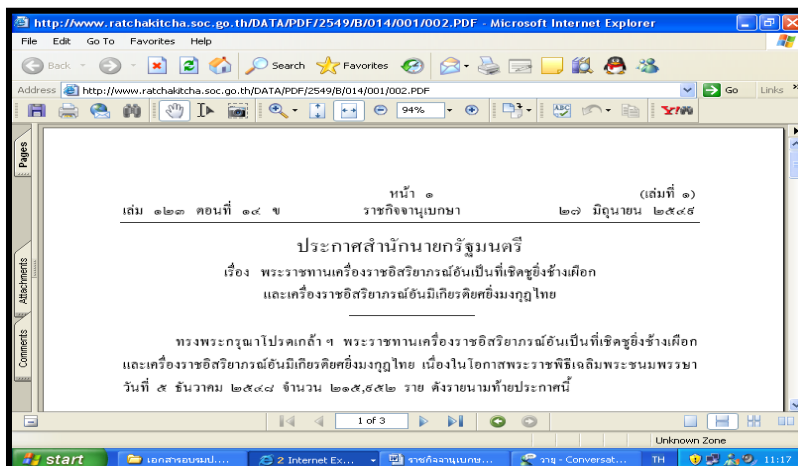 http://www.ratchakitcha.soc.go.th/DATA/PDF/2549/B/014/001/002.PDF - Microsoft Internet Explorer
File Edit Go To Favorites Help
Back Search Favorites
Address http://www.ratchakitcha.soc.go.th/DATA/PDF/2549/B/014/001/002.PDF Go Links
94% Y!
Pages
Attachments
Comments
หน้า ๑ (เล่มที่ ๑)
เล่ม ๑๒๓ ตอนที่ ๑๔ ข ราชกิจจานุเบกษา ๒๗ มิถุนายน ๒๕๔๙
ประกาศสำนักนายกรัฐมนตรี
เรื่อง พระราชทานเครื่องราชอิสริยาภรณ์อันเป็นที่เชิดชูยิ่งช้างเผือก
และเครื่องราชอิสริยาภรณ์อันมีเกียรติยศยิ่งมงกุฎไทย
ทรงพระกรุณาโปรดเกล้า ฯ พระราชทานเครื่องราชอิสริยาภรณ์อันเป็นที่เชิดชูยิ่งช้างเผือก
และเครื่องราชอิสริยาภรณ์อันมีเกียรติยศยิ่งมงกุฎไทย เนื่องในโอกาสพระราชพิธีเฉลิมพระชนมพรรษา
วันที่ ๕ ธันวาคม ๒๕๔๘ จำนวน ๒๑๕,๙๕๒ ราย ดังรายนามท้ายประกาศนี้
1 of 3
Unknown Zone
start เอกสารอบรมป.... 2 Internet Ex... ราชกิจจานุเบกษ... วายุ - Conversat... TH 11:17